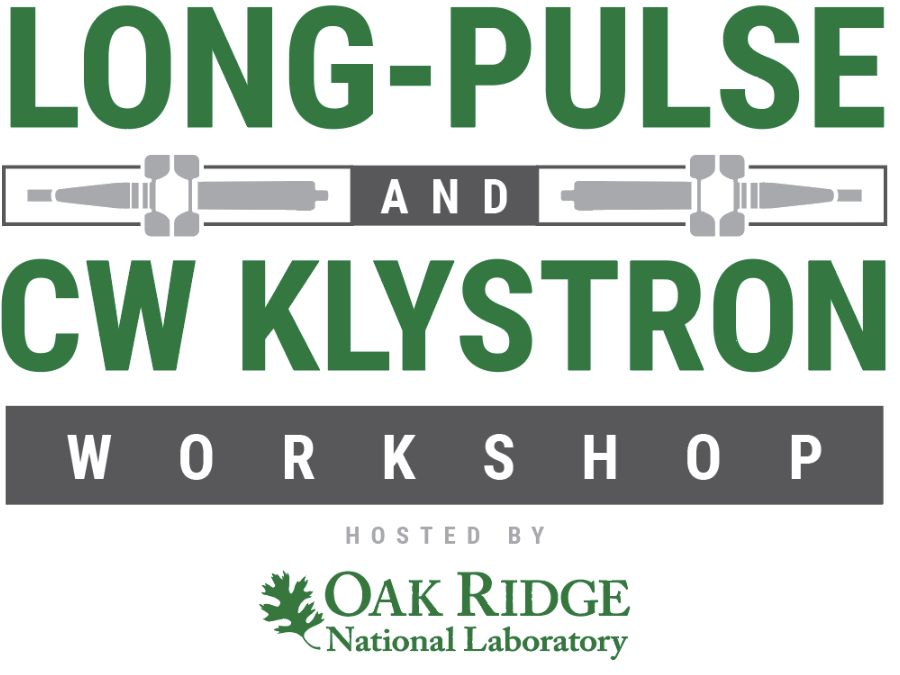 LONG-PULSE
AND
CW KLYSTRON
WORKSHOP
HOSTED BY
OAK RIDGE
National Laboratory